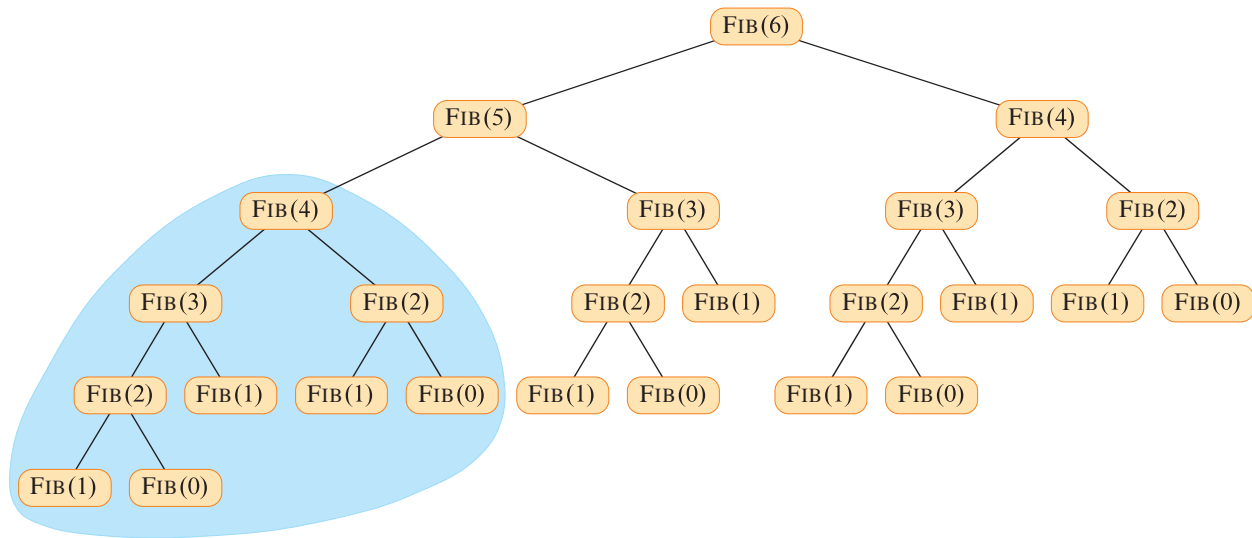 FIB(6)
FIB(5) FIB(4)
FIB(4) FIB(3) FIB(3) FIB(2)
FIB(3) FIB(2) FIB(2) FIB(1) FIB(2) FIB(1) FIB(1) FIB(0)
FIB(2) FIB(1) FIB(1) FIB(0) FIB(1) FIB(0) FIB(1) FIB(0)
FIB(1) FIB(0)